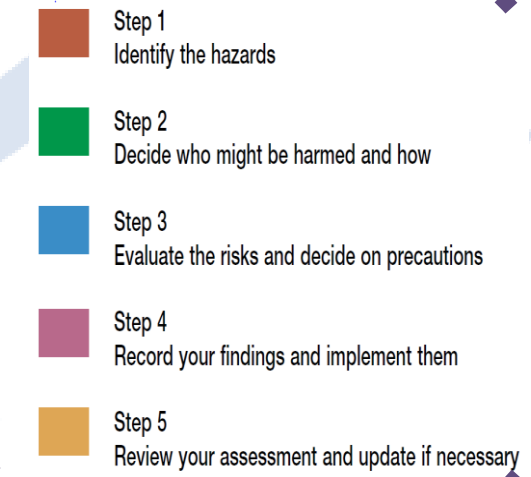 Step 1
Identify the hazards
Step 2
Decide who might be harmed and how
Step 3
Evaluate the risks and decide on precautions
Step 4
Record your findings and implement them
Step 5
Review your assessment and update if necessary